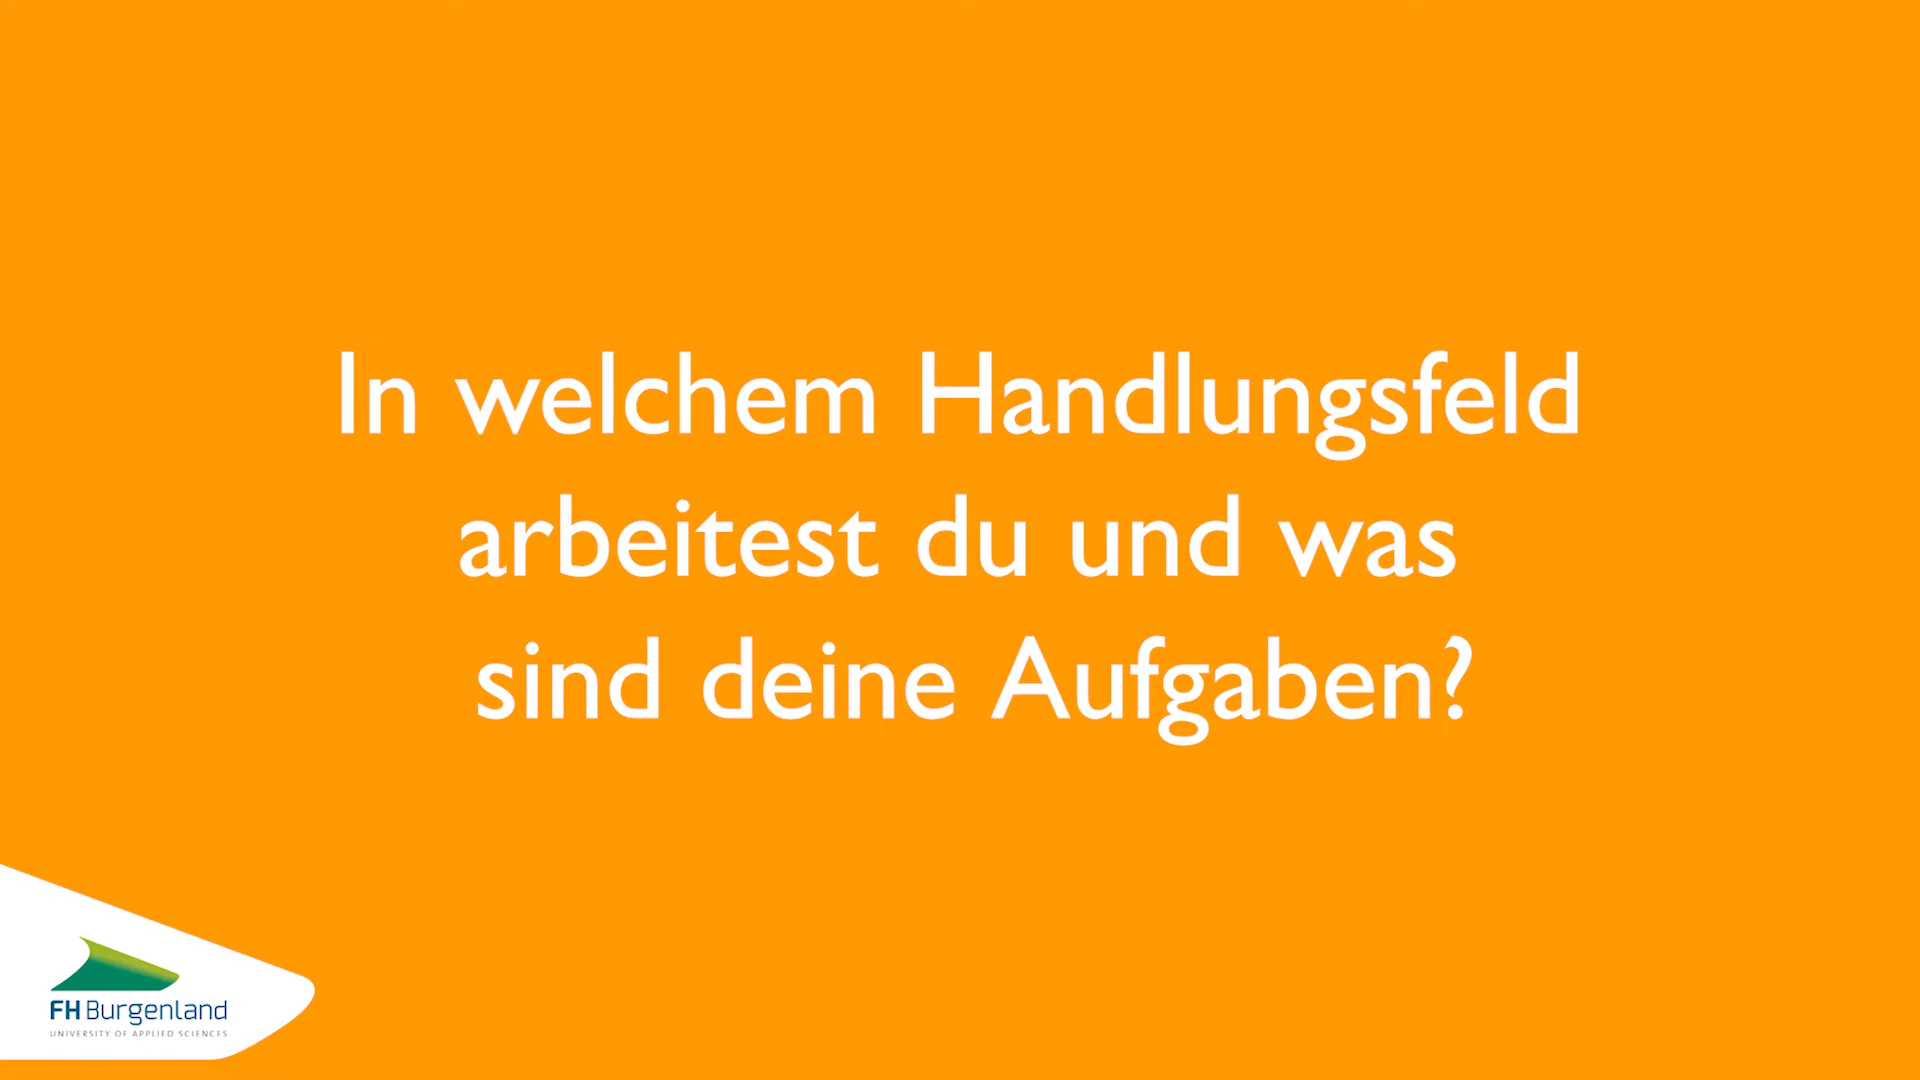 In welchem Handlungsfeld
arbeitest du und was
sind deine Aufgaben?
FH Burgenland
UNIVERSITY OF APPLIED SCIENCES